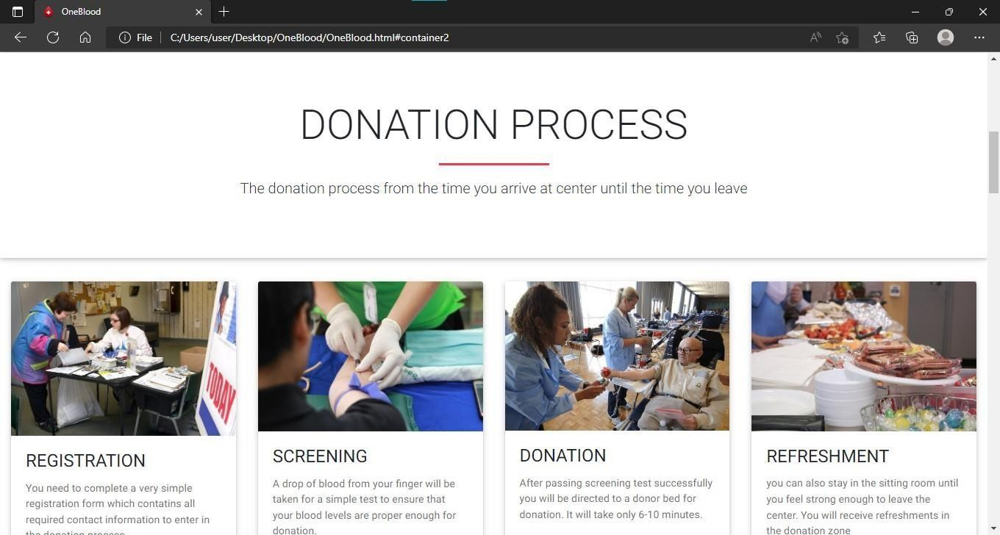 OneBlood
File
C:/Users/user/Desktop/OneBlood/OneBlood.html#container2
DONATION PROCESS
The donation process from the time you arrive at center until the time you leave
TODAY
REGISTRATION
You need to complete a very simple
registration form which contatins all
required contact information to enter in
the donation process
SCREENING
A drop of blood from your finger will be
taken for a simple test to ensure that
your blood levels are proper enough for
donation.
DONATION
After passing screening test successfully
you will be directed to a donor bed for
donation. It will take only 6-10 minutes.
REFRESHMENT
you can also stay in the sitting room until
you feel strong enough to leave the
center. You will receive refreshments in
the donation zone